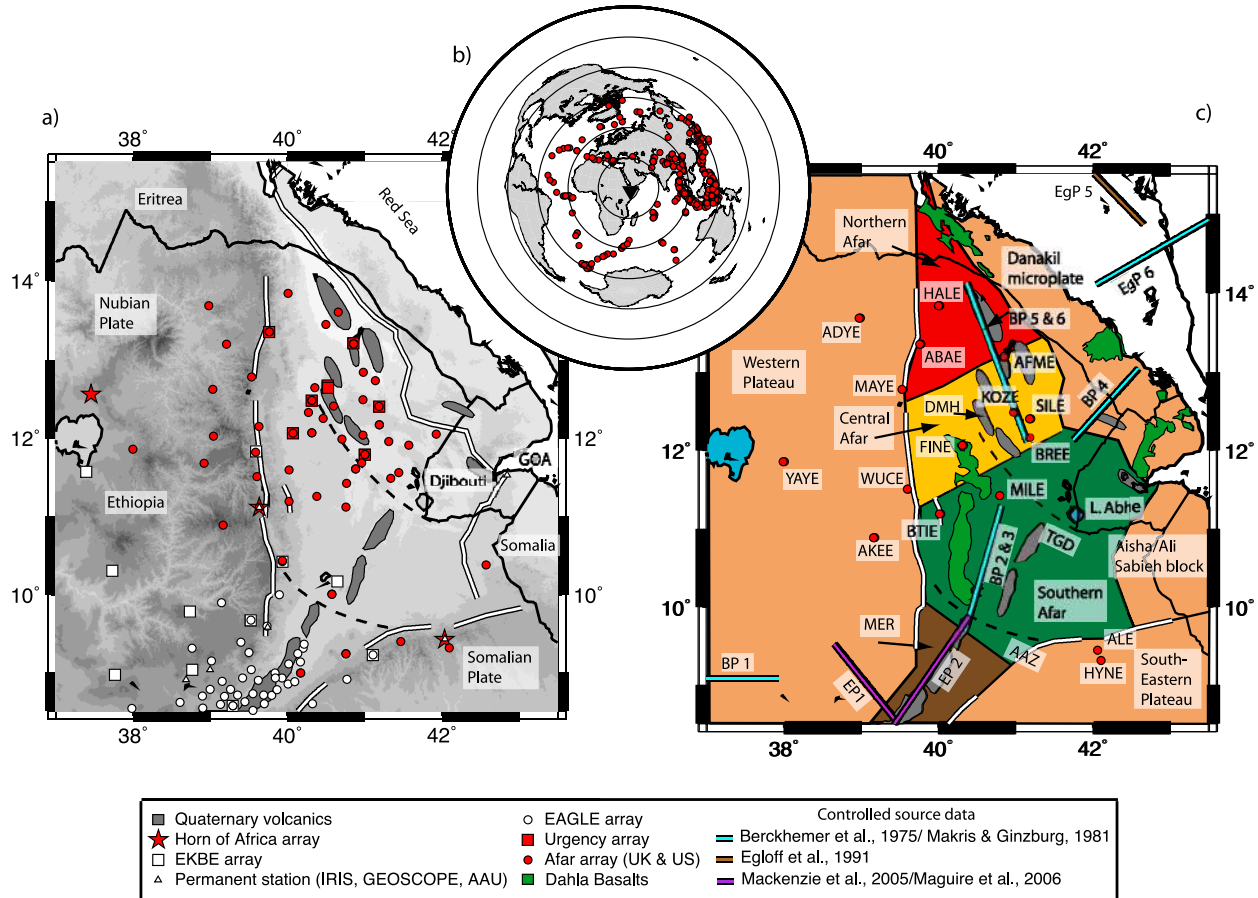 a)
38°
40°
42°
Eritrea
Red Sea
14°
12°
10°
Nubian
Plate
Ethiopia
Djibouti
GOA
Somalia
Somalian
Plate
38°
40°
42°
b)
c)
40°
42°
EgP 5
Northern
Afar
Danakil
microplate
EgP 6
14°
12°
10°
HALE
BP 5 & 6
ADYE
ABAE
AFME
Western
Plateau
MAYE
DMH
KOZE
SILE
BP 4
Central
Afar
FINE
BREE
YAYE
WUCE
MILE
L. Abhe
BTIE
AKEE
BP 2 & 3
TGD
Aisha/Ali
Sabieh block
Southern
Afar
MER
ALE
AAZ
HYNE
BP 1
EP1
EP 2
South-
Eastern
Plateau
38°
40°
42°
Quaternary volcanics
Horn of Africa array
EKBE array
Permanent station (IRIS, GEOSCOPE, AAU)
EAGLE array
Urgency array
Afar array (UK & US)
Dahla Basalts
Controlled source data
Berckhemer et al., 1975/ Makris & Ginzburg, 1981
Egloff et al., 1991
Mackenzie et al., 2005/Maguire et al., 2006